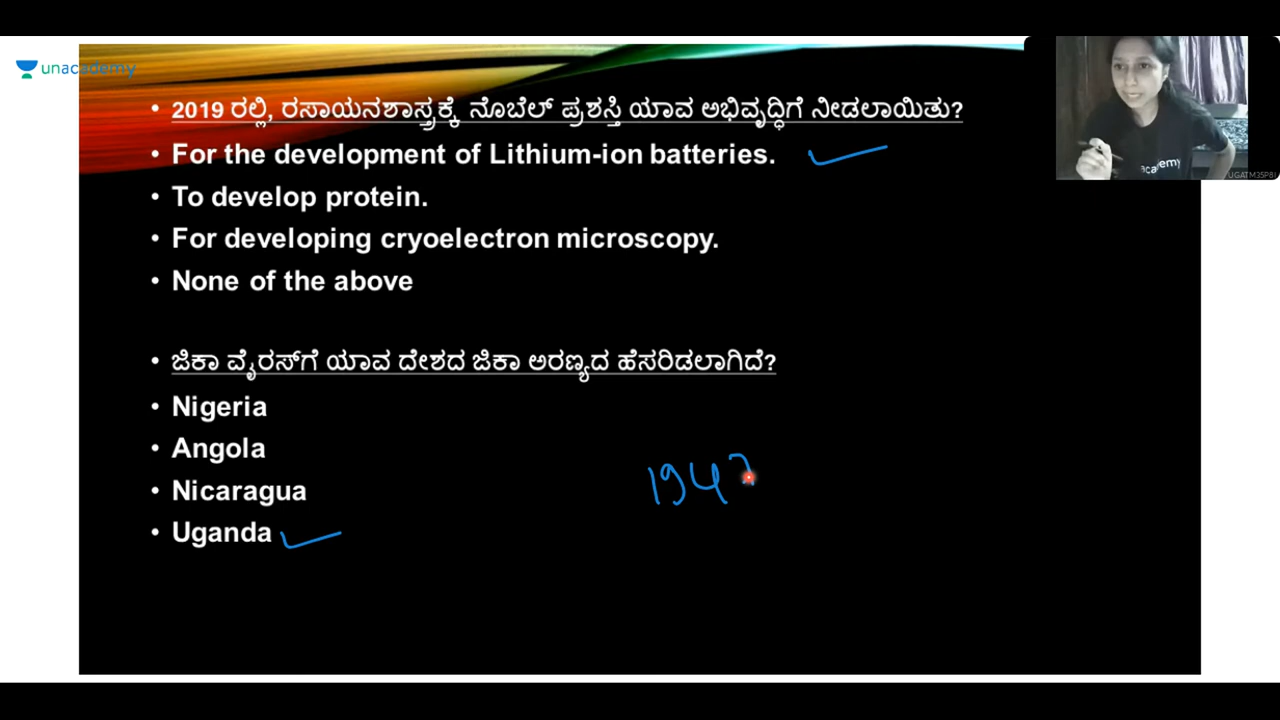 unacademy
• 2019 ರಲ್ಲಿ, ರಸಾಯನಶಾಸ್ತ್ರಕ್ಕೆ ನೊಬೆಲ್ ಪ್ರಶಸ್ತಿ ಯಾವ ಅಭಿವೃದ್ಧಿಗೆ ನೀಡಲಾಯಿತು?
• For the development of Lithium-ion batteries.
• To develop protein.
• For developing cryoelectron microscopy.
• None of the above
• ಜಿಕಾ ವೈರಸ್‌ಗೆ ಯಾವ ದೇಶದ ಜಿಕಾ ಅರಣ್ಯದ ಹೆಸರಿಡಲಾಗಿದೆ?
• Nigeria
• Angola
• Nicaragua
• Uganda
194
UGATM35P8I